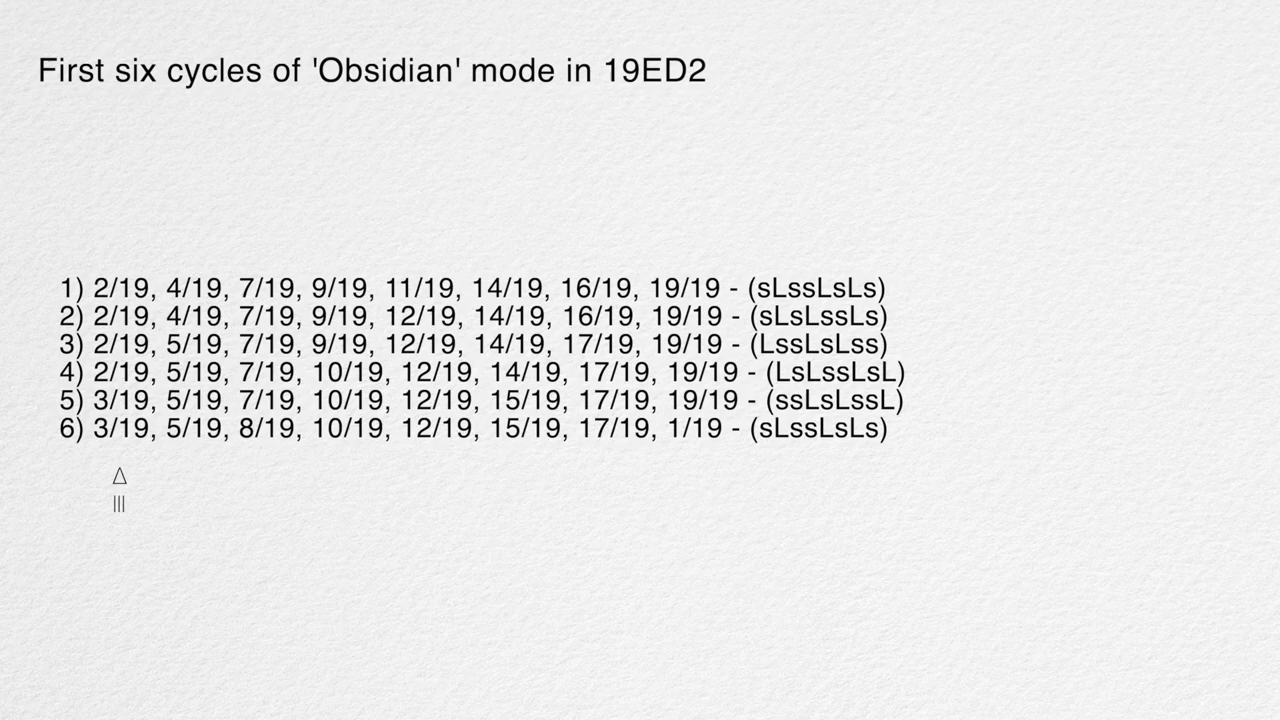 First six cycles of 'Obsidian' mode in 19ED2
1) 2/19, 4/19, 7/19, 9/19, 11/19, 14/19, 16/19, 19/19 - (sLssLsLs)
2) 2/19, 4/19, 7/19, 9/19, 12/19, 14/19, 16/19, 19/19 - (sLsLssLs)
3) 2/19, 5/19, 7/19, 9/19, 12/19, 14/19, 17/19, 19/19 - (LssLsLss)
4) 2/19, 5/19, 7/19, 10/19, 12/19, 14/19, 17/19, 19/19 - (LsLssLsL)
5) 3/19, 5/19, 7/19, 10/19, 12/19, 15/19, 17/19, 19/19 - (ssLsLssL)
6) 3/19, 5/19, 8/19, 10/19, 12/19, 15/19, 17/19, 1/19 - (sLssLsLs)
△
|||